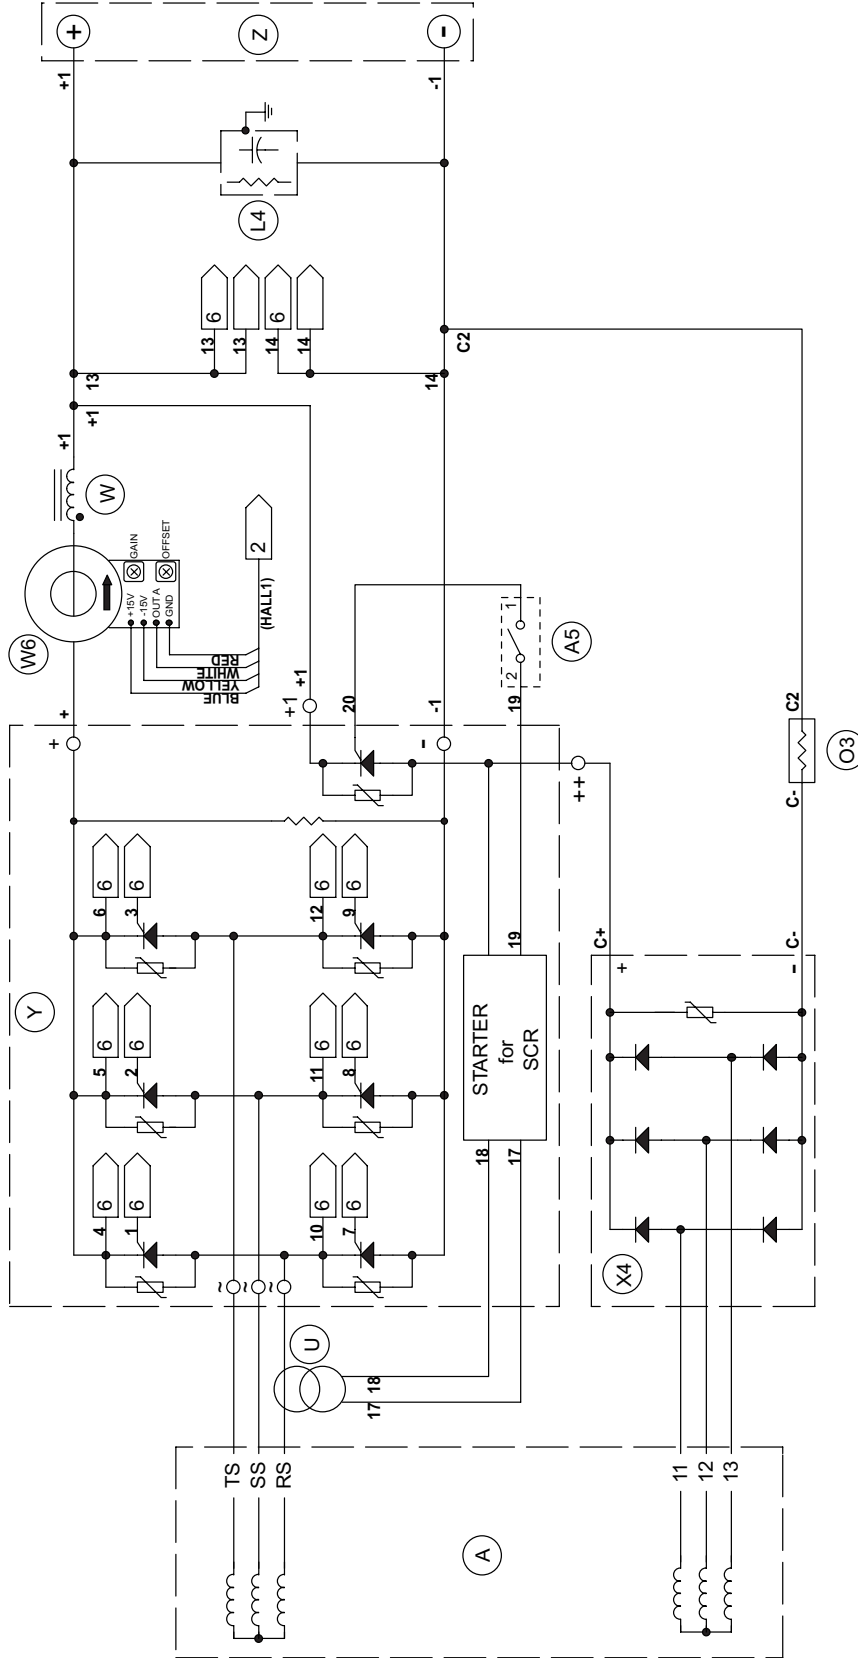 +
Z
-
+1
-1
L4
6
6
13
13
14
14
13
14
C2
+1
+1
W
W6
GAIN
OFFSET
+15V
-15V
OUT A
GND
2
(HALL1)
RED
WHITE
YELLOW
BLUE
1
2
A5
+1
+1
20
-1
19
+
+
-
Y
6
6
6
3
6
6
12
9
6
6
5
2
6
6
11
8
6
6
4
1
6
6
10
7
STARTER
for
SCR
19
18
17
++
C2
C-
O3
C+
+
C-
-
X4
~
~
~
U
18
17
TS
SS
RS
11
12
13
A